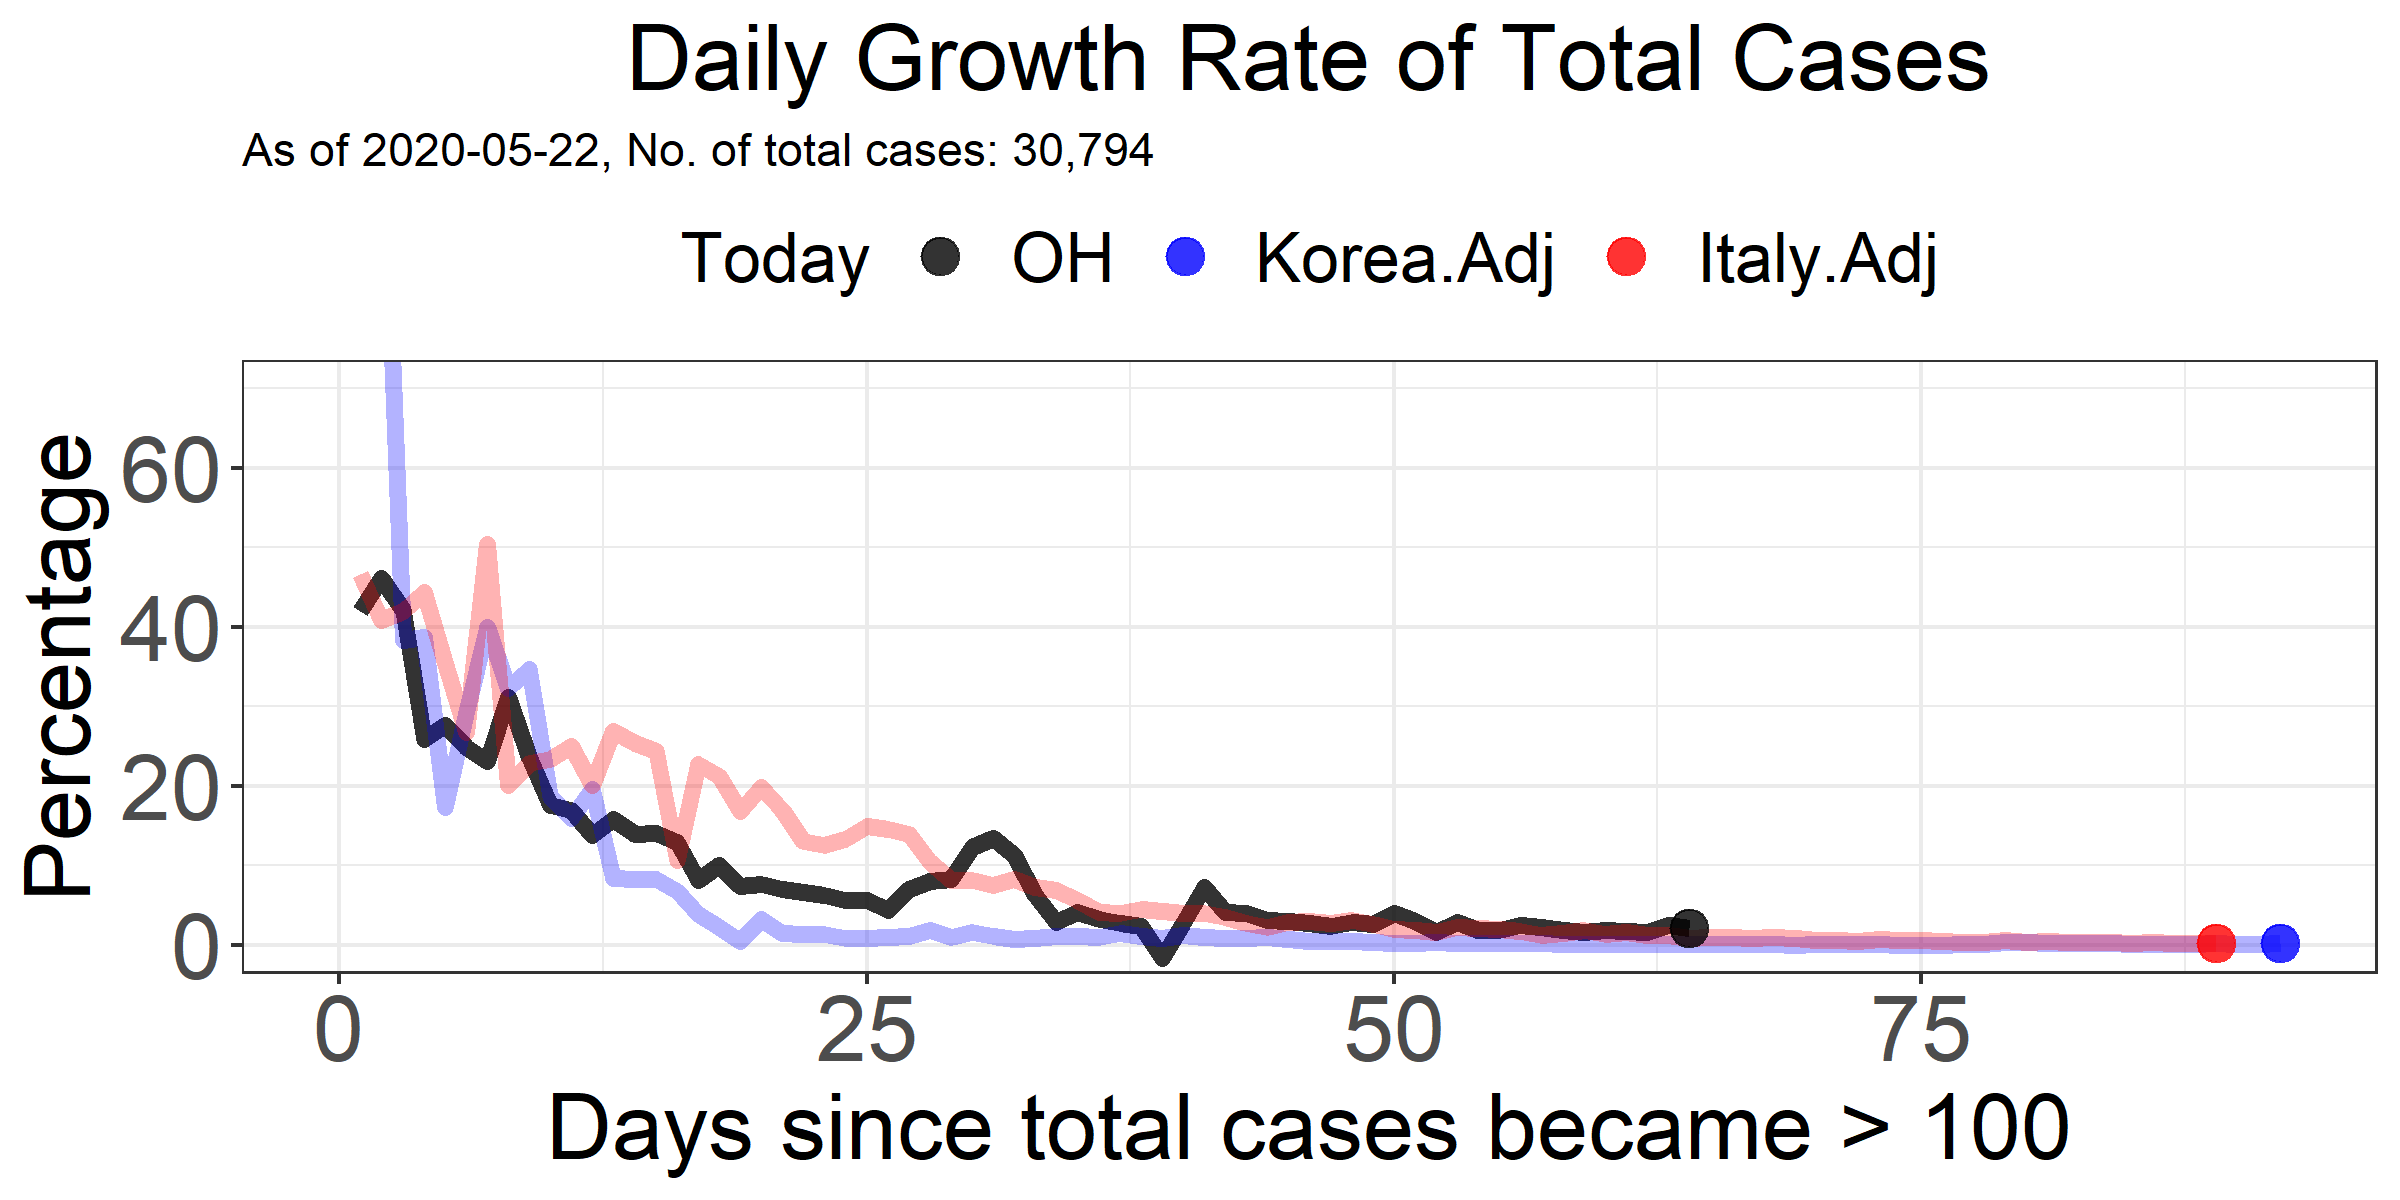 Daily Growth Rate of Total Cases
As of 2020-05-22, No. of total cases: 30,794
Today OH Korea.Adj Italy.Adj
Percentage
60
40
20
0
0 25 50 75
Days since total cases became > 100